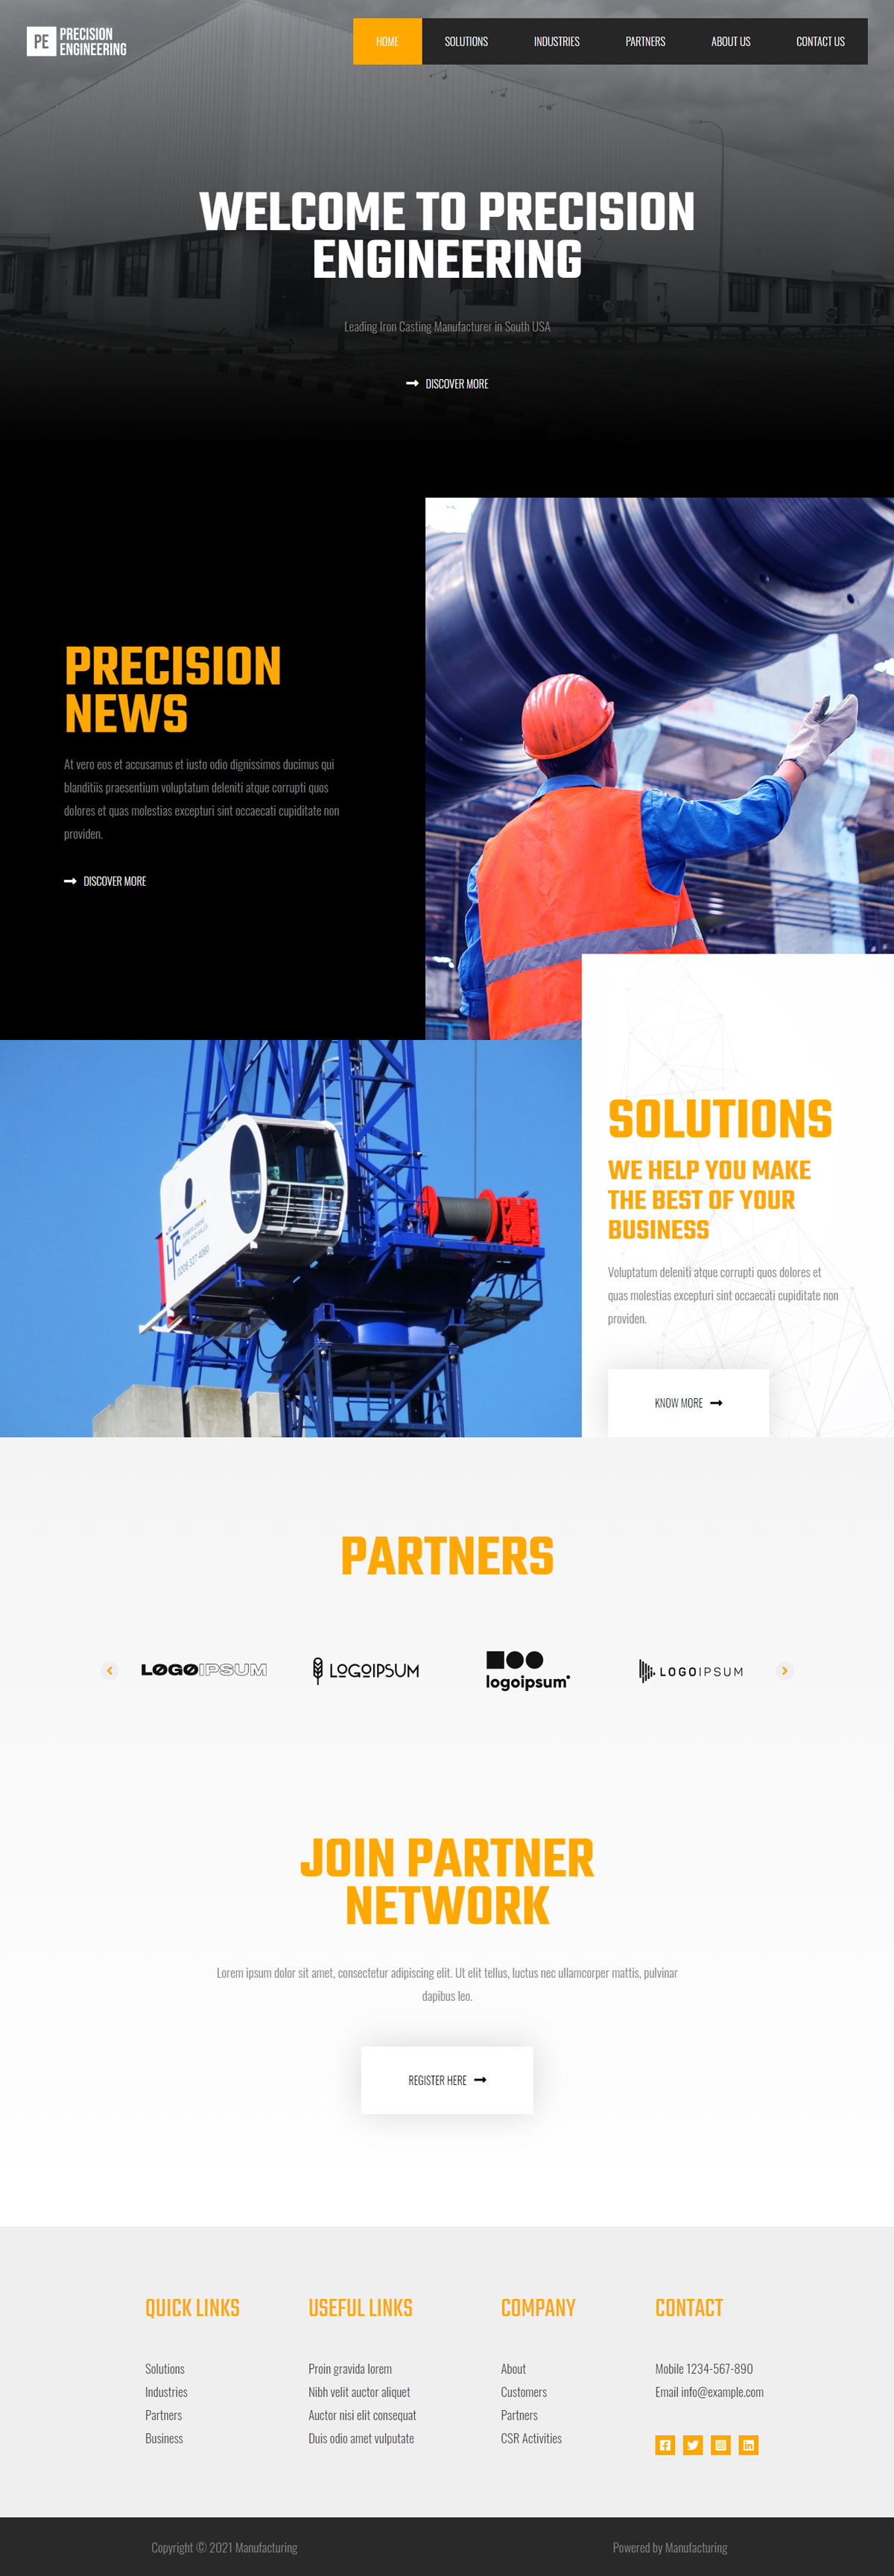 PE PRECISION
ENGINEERING
HOME SOLUTIONS INDUSTRIES PARTNERS ABOUT US CONTACT US
WELCOME TO PRECISION
ENGINEERING
Leading Iron Casting Manufacturer in South USA
DISCOVER MORE
PRECISION
NEWS
At vero eos et accusamus et iusto odio dignissimos ducimus qui
blanditiis praesentium voluptatum deleniti atque corrupti quos
dolores et quas molestias excepturi sint occaecati cupiditate non
providen.
DISCOVER MORE
LTC
SOLUTIONS
WE HELP YOU MAKE
THE BEST OF YOUR
BUSINESS
Voluptatum deleniti atque corrupti quos dolores et
quas molestias excepturi sint occaecati cupiditate non
providen.
KNOW MORE
PARTNERS
LOGOIPSUM LOGOIPSUM logoipsum LOGOIPSUM
JOIN PARTNER
NETWORK
Lorem ipsum dolor sit amet, consectetur adipiscing elit. Ut elit tellus, luctus nec ullamcorper mattis, pulvinar
dapibus leo.
REGISTER HERE
QUICK LINKS
Solutions
Industries
Partners
Business
USEFUL LINKS
Proin gravida lorem
Nibh velit auctor aliquet
Auctor nisi elit consequat
Duis odio amet vulputate
COMPANY
About
Customers
Partners
CSR Activities
CONTACT
Mobile 1234-567-890
Email info@example.com
Copyright © 2021 Manufacturing
Powered by Manufacturing